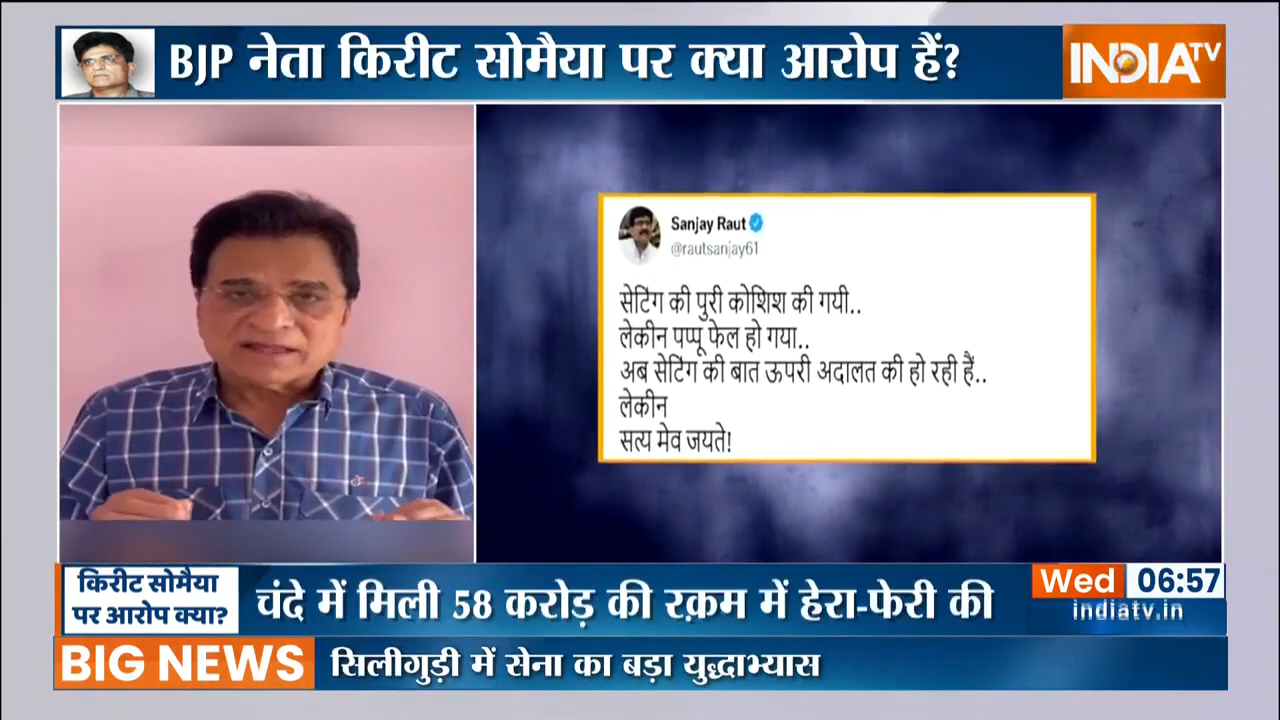 BJP नेता किरीट सोमैया पर क्या आरोप हैं?
INDIA TV
Sanjay Raut
@rautsanjay61
सेटिंग की पुरी कोशिश की गयी..
लेकीन पप्पू फेल हो गया..
अब सेटिंग की बात ऊपरी अदालत की हो रही हैं..
लेकीन
सत्य मेव जयते!
किरीट सोमैया
पर आरोप क्या?
चंदे में मिली 58 करोड़ की रक़म में हेरा-फेरी की
Wed 06:57
indiatv.in
BIG NEWS
सिलीगुड़ी में सेना का बड़ा युद्धाभ्यास